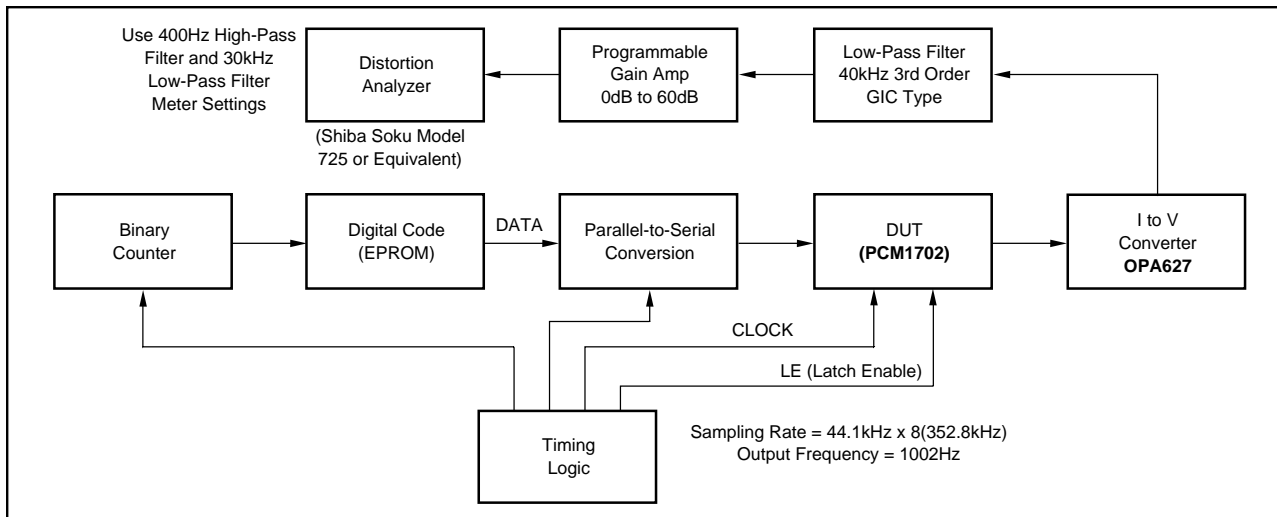 Use 400Hz High-Pass
Filter and 30kHz
Low-Pass Filter
Meter Settings
Distortion
Analyzer
(Shiba Soku Model
725 or Equivalent)
Programmable
Gain Amp
0dB to 60dB
Low-Pass Filter
40kHz 3rd Order
GIC Type
Binary
Counter
Digital Code
(EPROM)
DATA
Parallel-to-Serial
Conversion
DUT
(PCM1702)
I to V
Converter
OPA627
CLOCK
LE (Latch Enable)
Timing
Logic
Sampling Rate = 44.1kHz x 8(352.8kHz)
Output Frequency = 1002Hz